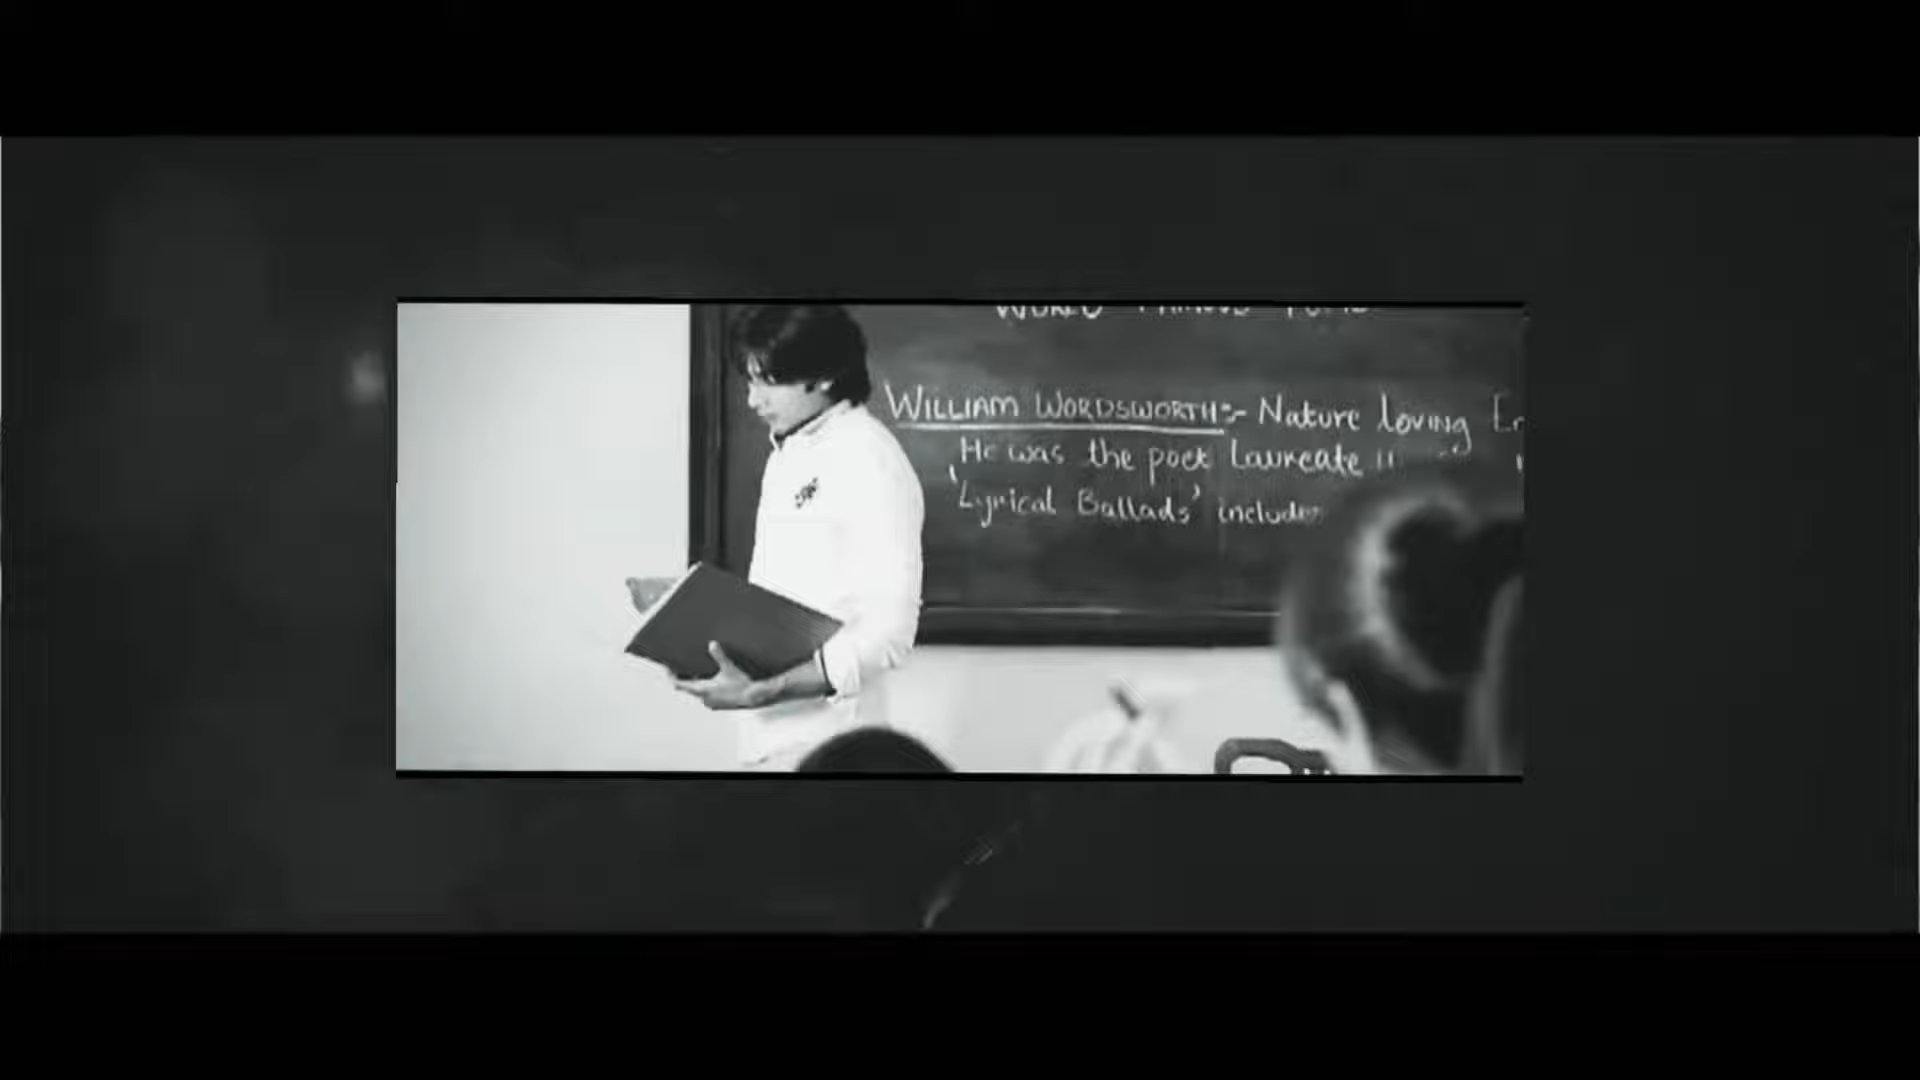 WILLIAM WORDSWORTH:- Nature loving
He was the poet Laureate
'Lyrical Ballads' includes